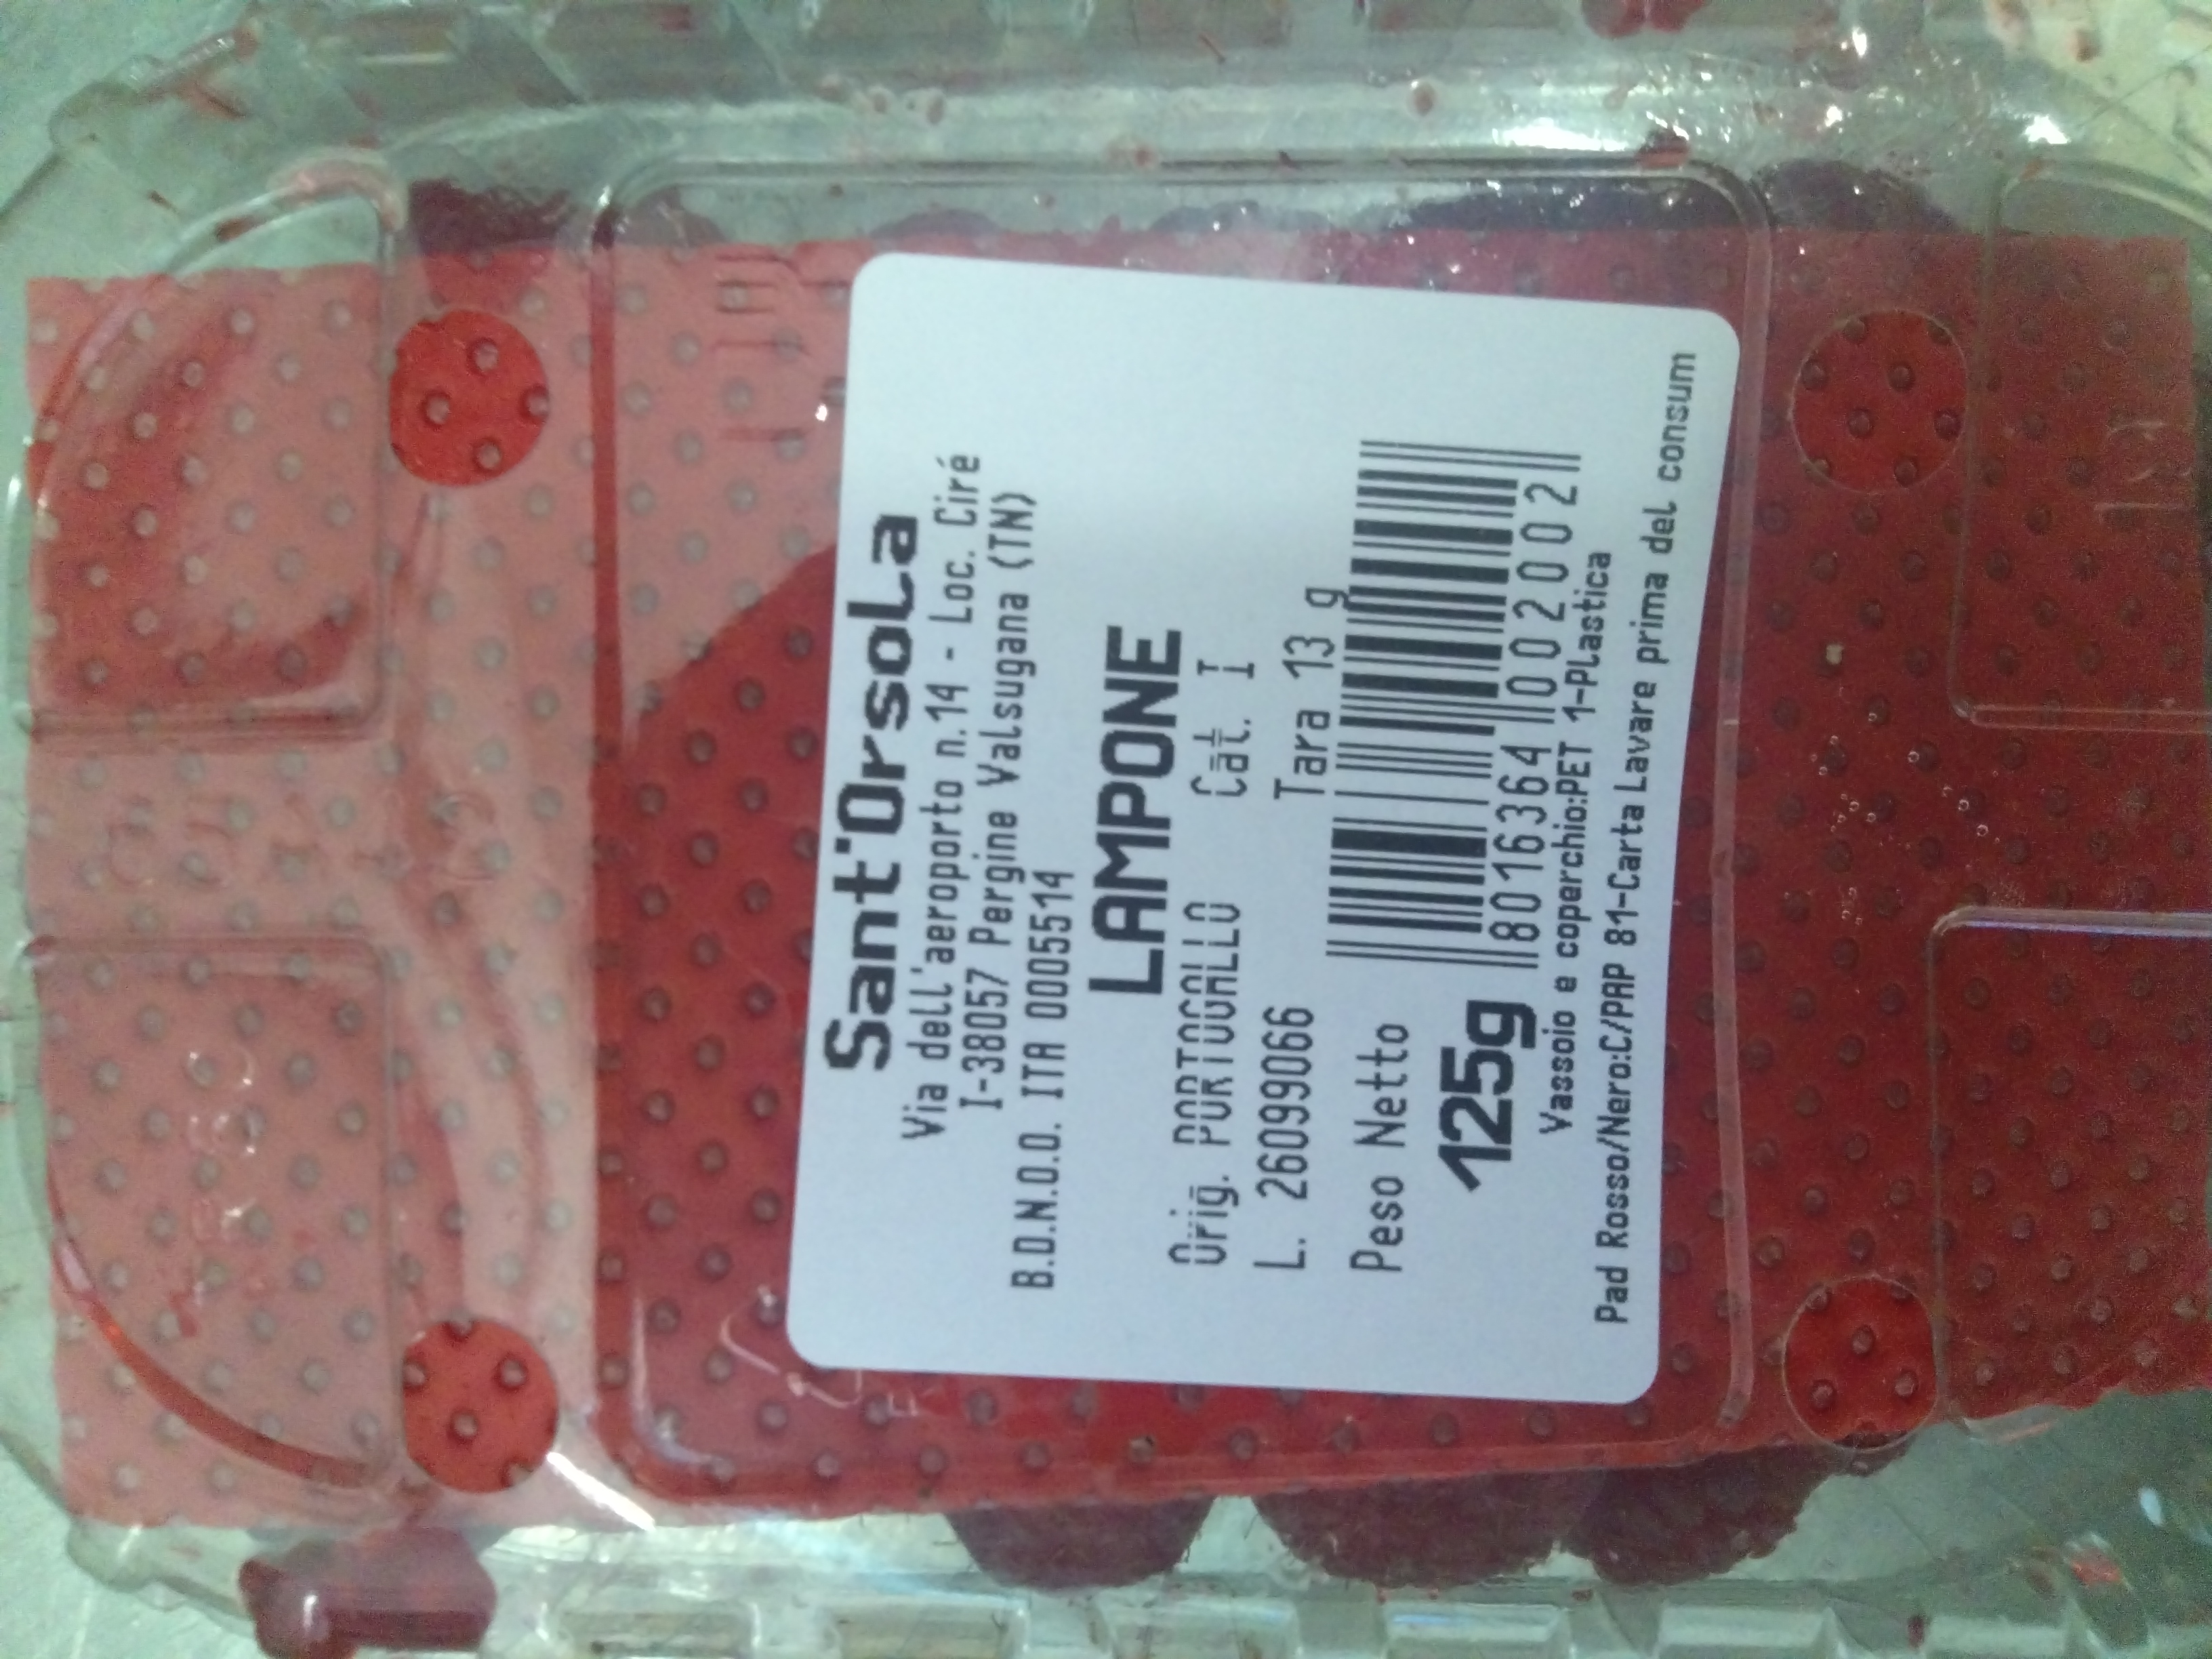 Sant'Orsola
Via dell'aeroporto n.14 - Loc. Ciré
I-38057 Pergine Valsugana (TN)
B.D.N.O.O. ITA 0005514
LAMPONE
Orig. PORTOGALLO Cat. I
L. 26099066 Tara 13 g
Peso Netto
125g
8016364 002002
Vassoio e coperchio:PET 1-Plastica
Pad Rosso/Nero:C/PAP 81-Carta Lavare prima del consum